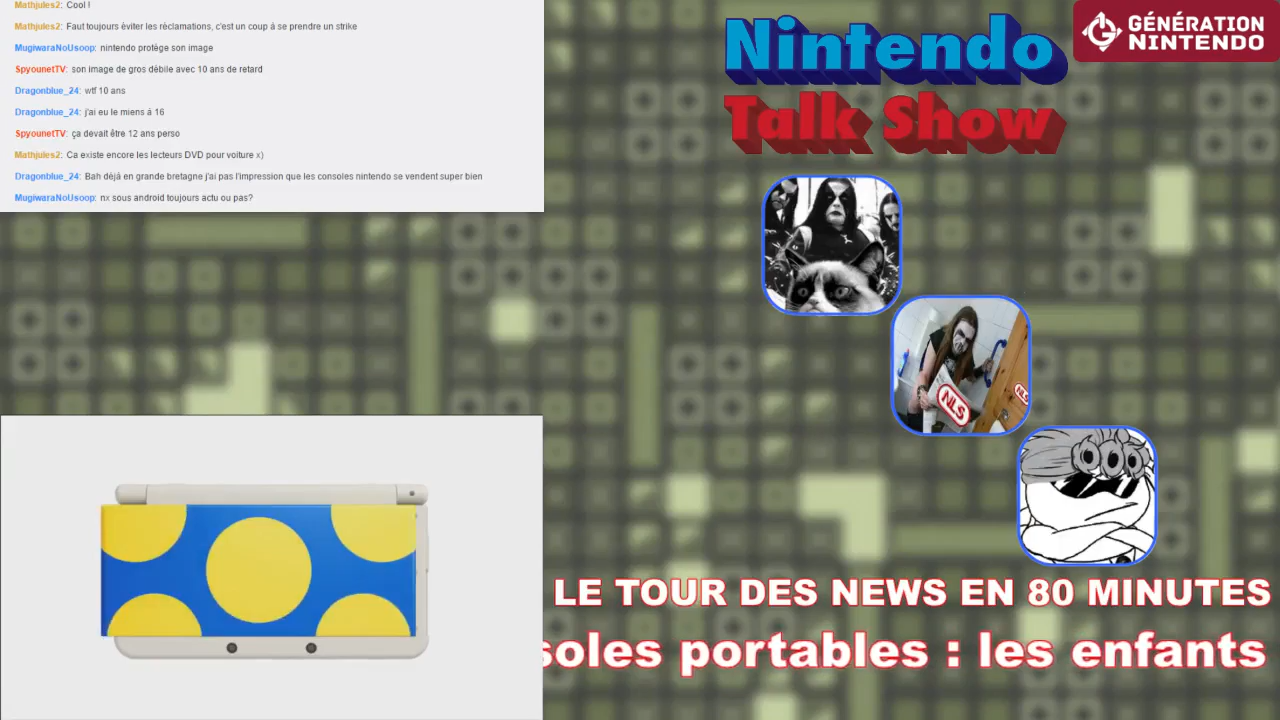 Mathjules2: Cool !
Mathjules2: Faut toujours éviter les réclamations, c'est un coup à se prendre un strike
MugiwaraNoUsoop: nintendo protège son image
SpyounetTV: son image de gros débile avec 10 ans de retard
Dragonblue_24: wtf 10 ans
Dragonblue_24: j'ai eu le miens à 16
SpyounetTV: ça devait être 12 ans perso
Mathjules2: Ca existe encore les lecteurs DVD pour voiture x)
Dragonblue_24: Bah déjà en grande bretagne j'ai pas l'impression que les consoles nintendo se vendent super bien
MugiwaraNoUsoop: nx sous android toujours actu ou pas?
Nintendo
Talk Show
GÉNÉRATION
NINTENDO
NLS
NLS
LE TOUR DES NEWS EN 80 MINUTES
soles portables : les enfants